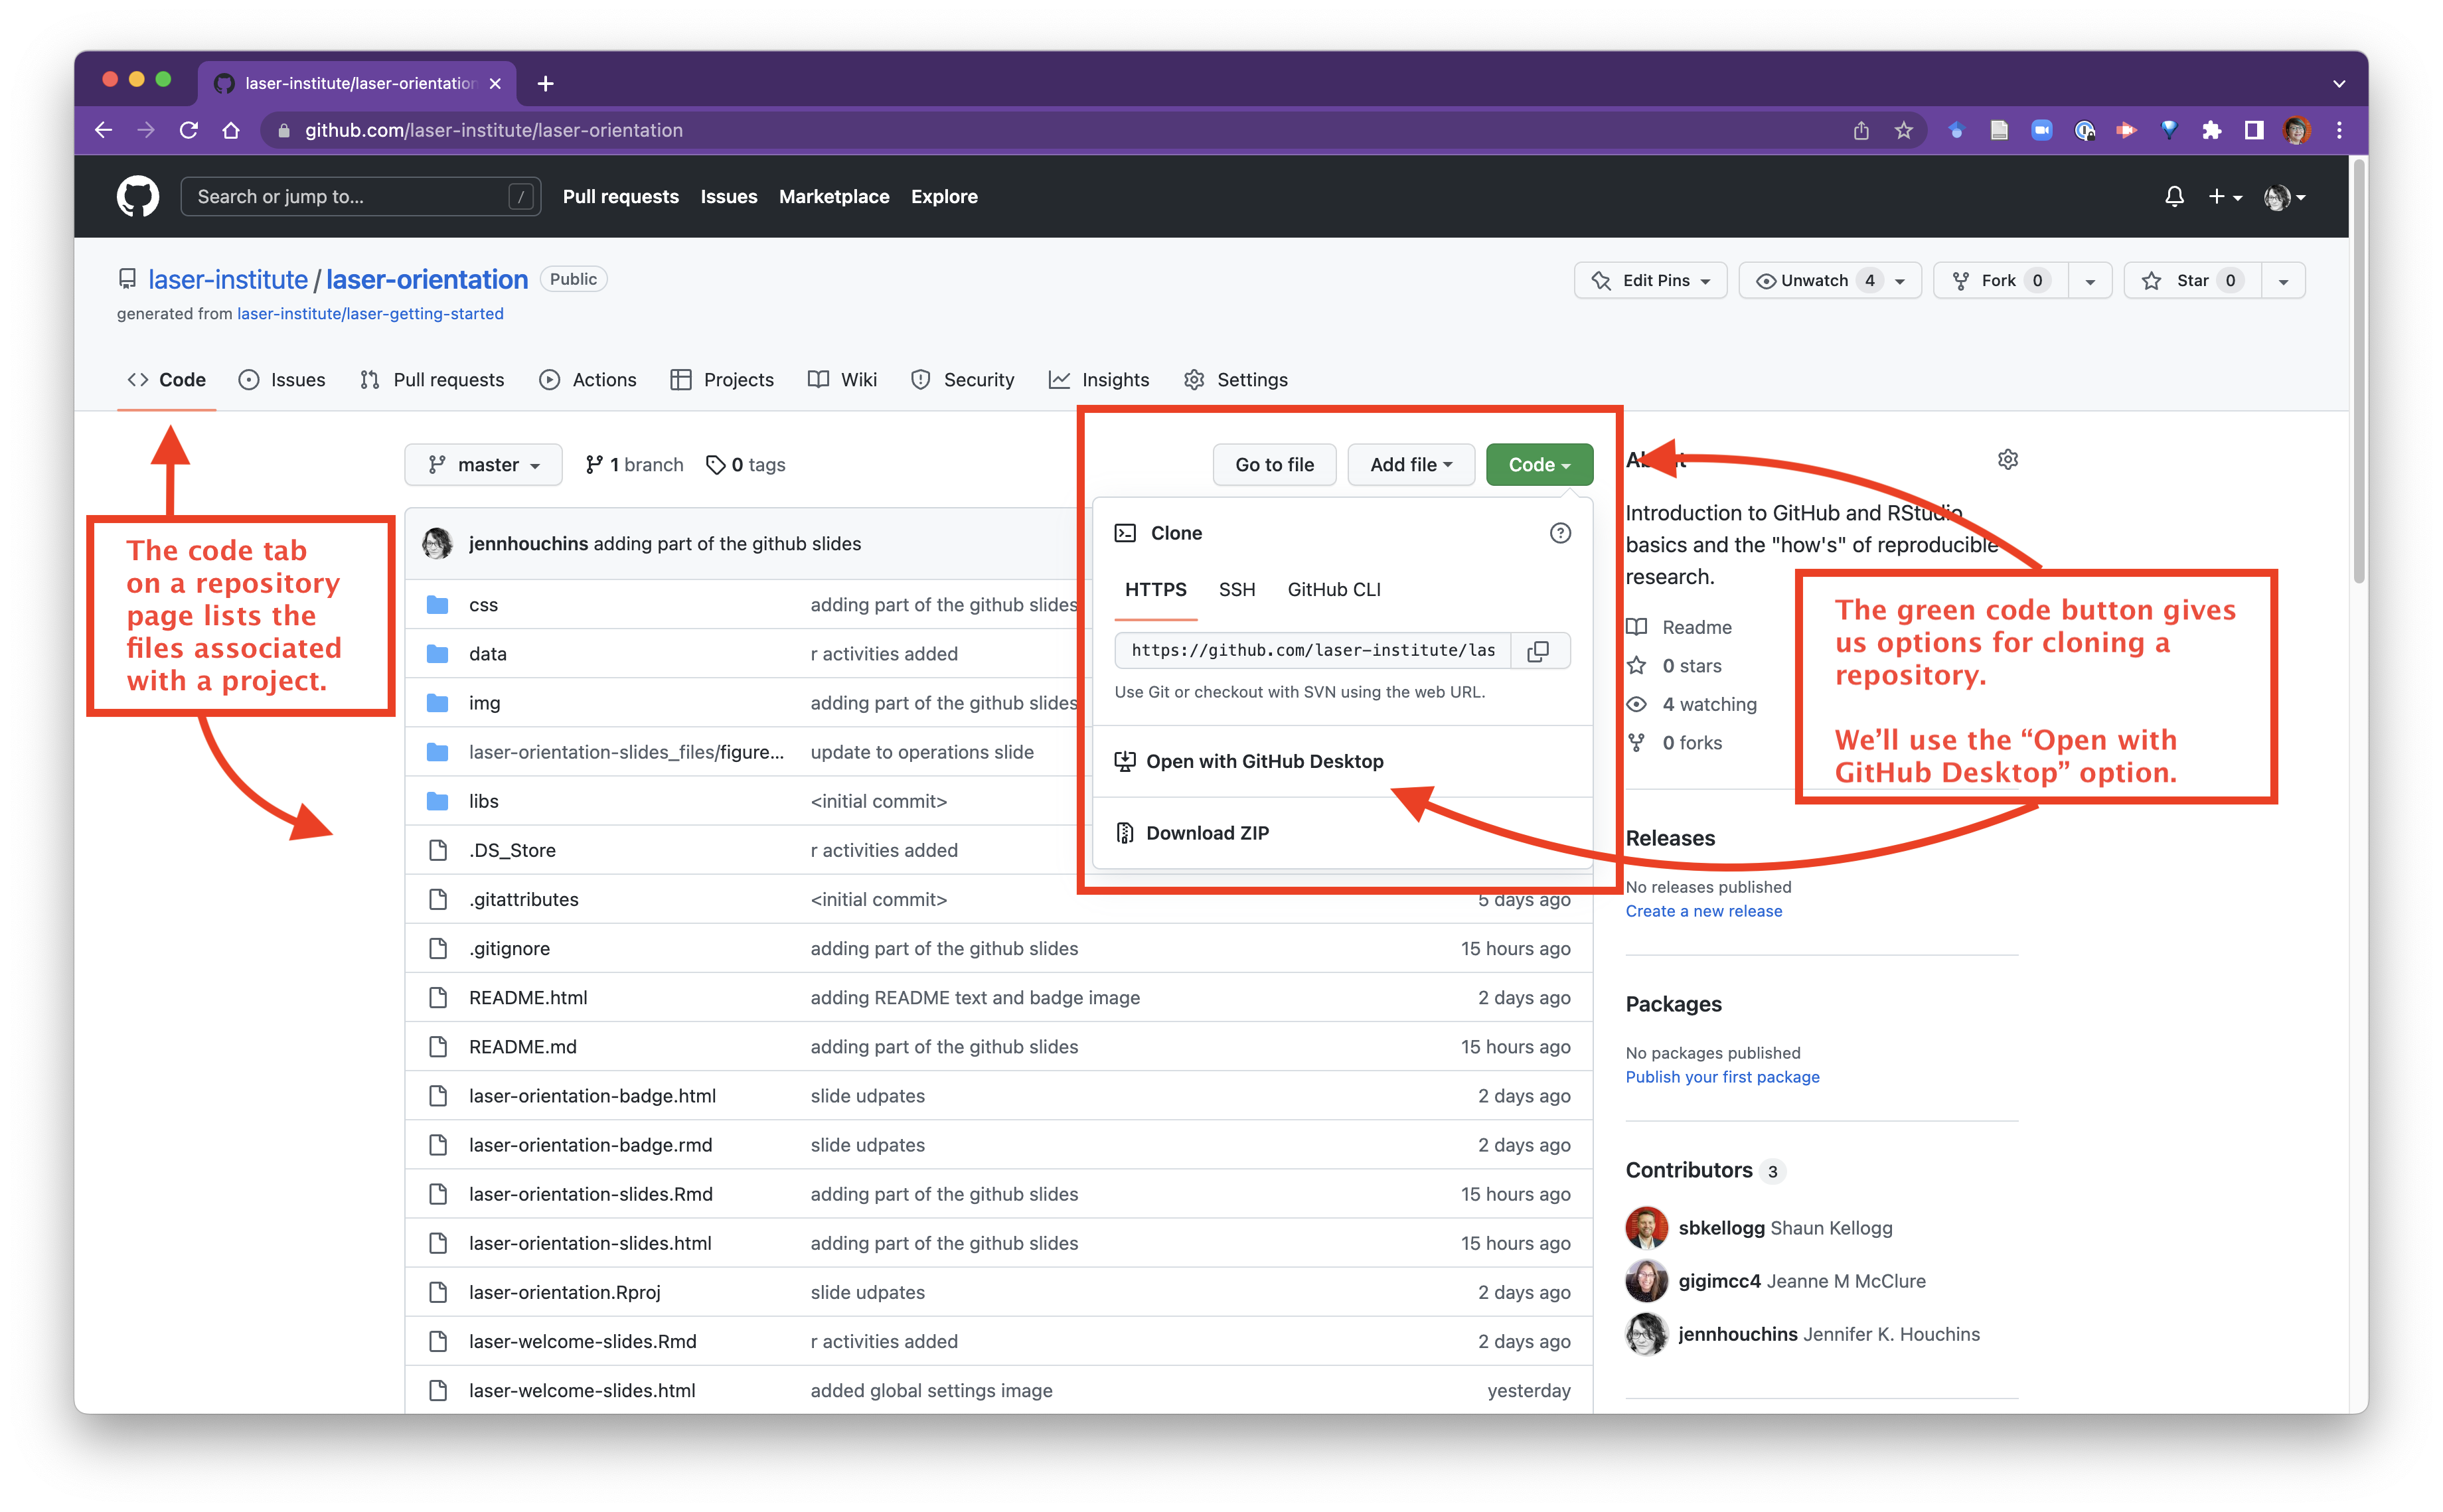 laser-institute/laser-orientation
github.com/laser-institute/laser-orientation
Search or jump to...
/
Pull requests
Issues
Marketplace
Explore
laser-institute / laser-orientation
Public
generated from laser-institute/laser-getting-started
Edit Pins
Unwatch 4
Fork 0
Star 0
Code
Issues
Pull requests
Actions
Projects
Wiki
Security
Insights
Settings
The code tab
on a repository
page lists the
files associated
with a project.
master
1 branch
0 tags
Go to file
Add file
Code
jennhouchins adding part of the github slides
css
adding part of the github slides
data
r activities added
img
adding part of the github slides
laser-orientation-slides_files/figure...
update to operations slide
libs
<initial commit>
.DS_Store
r activities added
.gitattributes
<initial commit>
5 days ago
.gitignore
adding part of the github slides
15 hours ago
README.html
adding README text and badge image
2 days ago
README.md
adding part of the github slides
15 hours ago
laser-orientation-badge.html
slide udpates
2 days ago
laser-orientation-badge.rmd
slide udpates
2 days ago
laser-orientation-slides.Rmd
adding part of the github slides
15 hours ago
laser-orientation-slides.html
adding part of the github slides
15 hours ago
laser-orientation.Rproj
slide udpates
2 days ago
laser-welcome-slides.Rmd
r activities added
2 days ago
laser-welcome-slides.html
added global settings image
yesterday
Clone
HTTPS
SSH
GitHub CLI
https://github.com/laser-institute/las
Use Git or checkout with SVN using the web URL.
Open with GitHub Desktop
Download ZIP
About
Introduction to GitHub and RStudio
basics and the "how's" of reproducible
research.
Readme
0 stars
4 watching
0 forks
The green code button gives
us options for cloning a
repository.
We’ll use the “Open with
GitHub Desktop” option.
Releases
No releases published
Create a new release
Packages
No packages published
Publish your first package
Contributors 3
sbkellogg Shaun Kellogg
gigimcc4 Jeanne M McClure
jennhouchins Jennifer K. Houchins